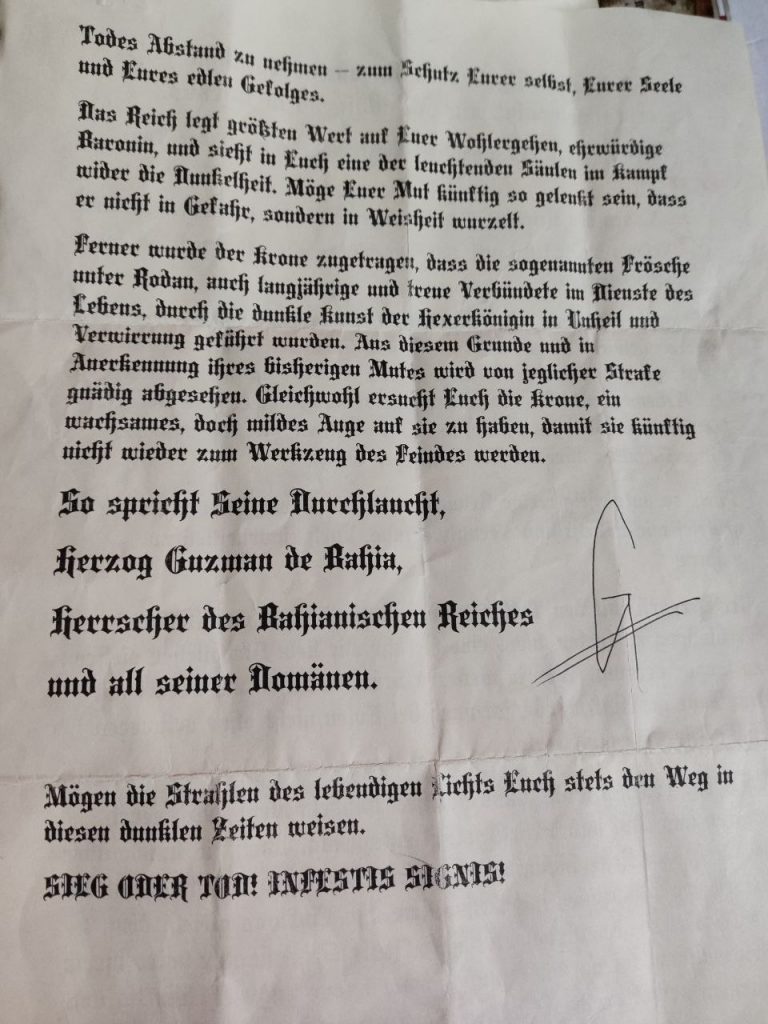 Todes Abstand zu nehmen – zum Schutz Eurer selbst, Eurer Seele
und Eures edlen Gefolges.
Das Reich legt größten Wert auf Euer Wohlergehen, ehrwürdige
Baronin, und sieht in Euch eine der leuchtenden Säulen im Kampf
wider die Dunkelheit. Möge Euer Mut künftig so gelenkt sein, dass
er nicht in Gefahr, sondern in Weisheit wurzelt.
Ferner wurde der Krone zugetragen, dass die sogenannten Frösche
unter Rodan, auch langjährige und treue Verbündete im Dienste des
Lebens, durch die dunkle Kunst der Hexerkönigin in Unheil und
Verwirrung geführt wurden. Aus diesem Grunde und in
Anerkennung ihres bisherigen Mutes wird von jeglicher Strafe
gnädig abgesehen. Gleichwohl ersucht Euch die Krone, ein
wachsames, doch mildes Auge auf sie zu haben, damit sie künftig
nicht wieder zum Werkzeug des Feindes werden.
So spricht Seine Durchlaucht,
Herzog Guzman de Bahia,
Herrscher des Bahianischen Reiches
und all seiner Domänen.
Mögen die Strahlen des lebendigen Lichts Euch stets den Weg in
diesen dunklen Zeiten weisen.
SIEG ODER TOD! INFESTIS SIGNIS!